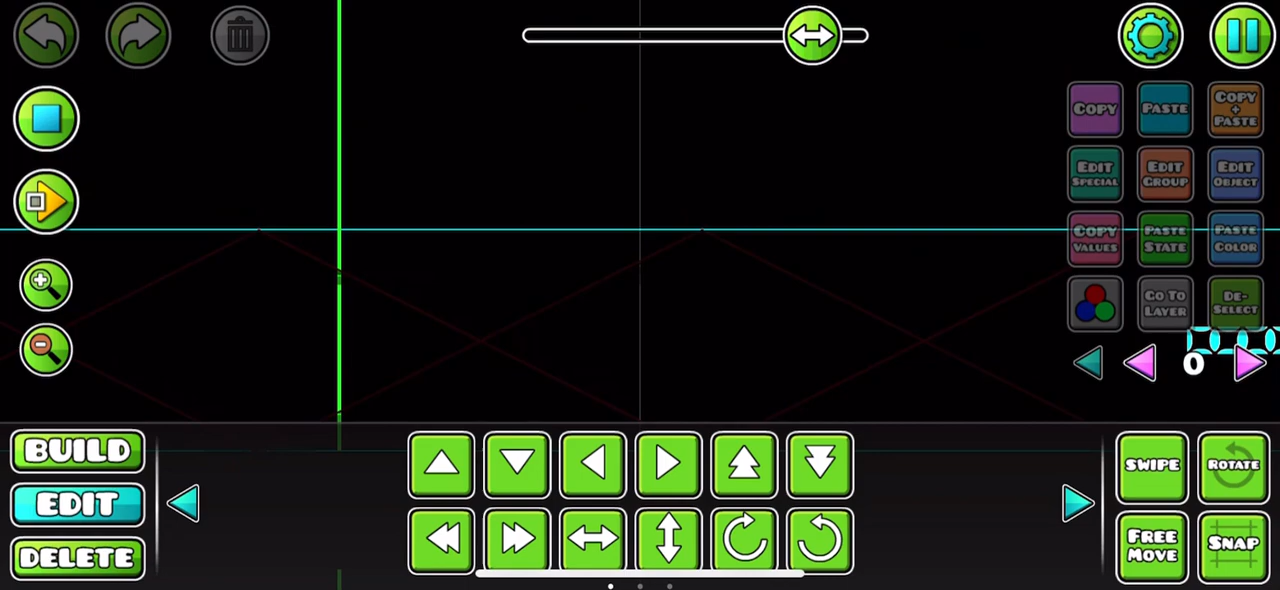 COPY
PASTE
COPY
+
PASTE
EDIT
SPECIAL
EDIT
GROUP
EDIT
OBJECT
COPY
VALUES
PASTE
STATE
PASTE
COLOR
GO TO
LAYER
DE-
SELECT
0
BUILD
EDIT
DELETE
SWIPE
ROTATE
FREE
MOVE
SNAP